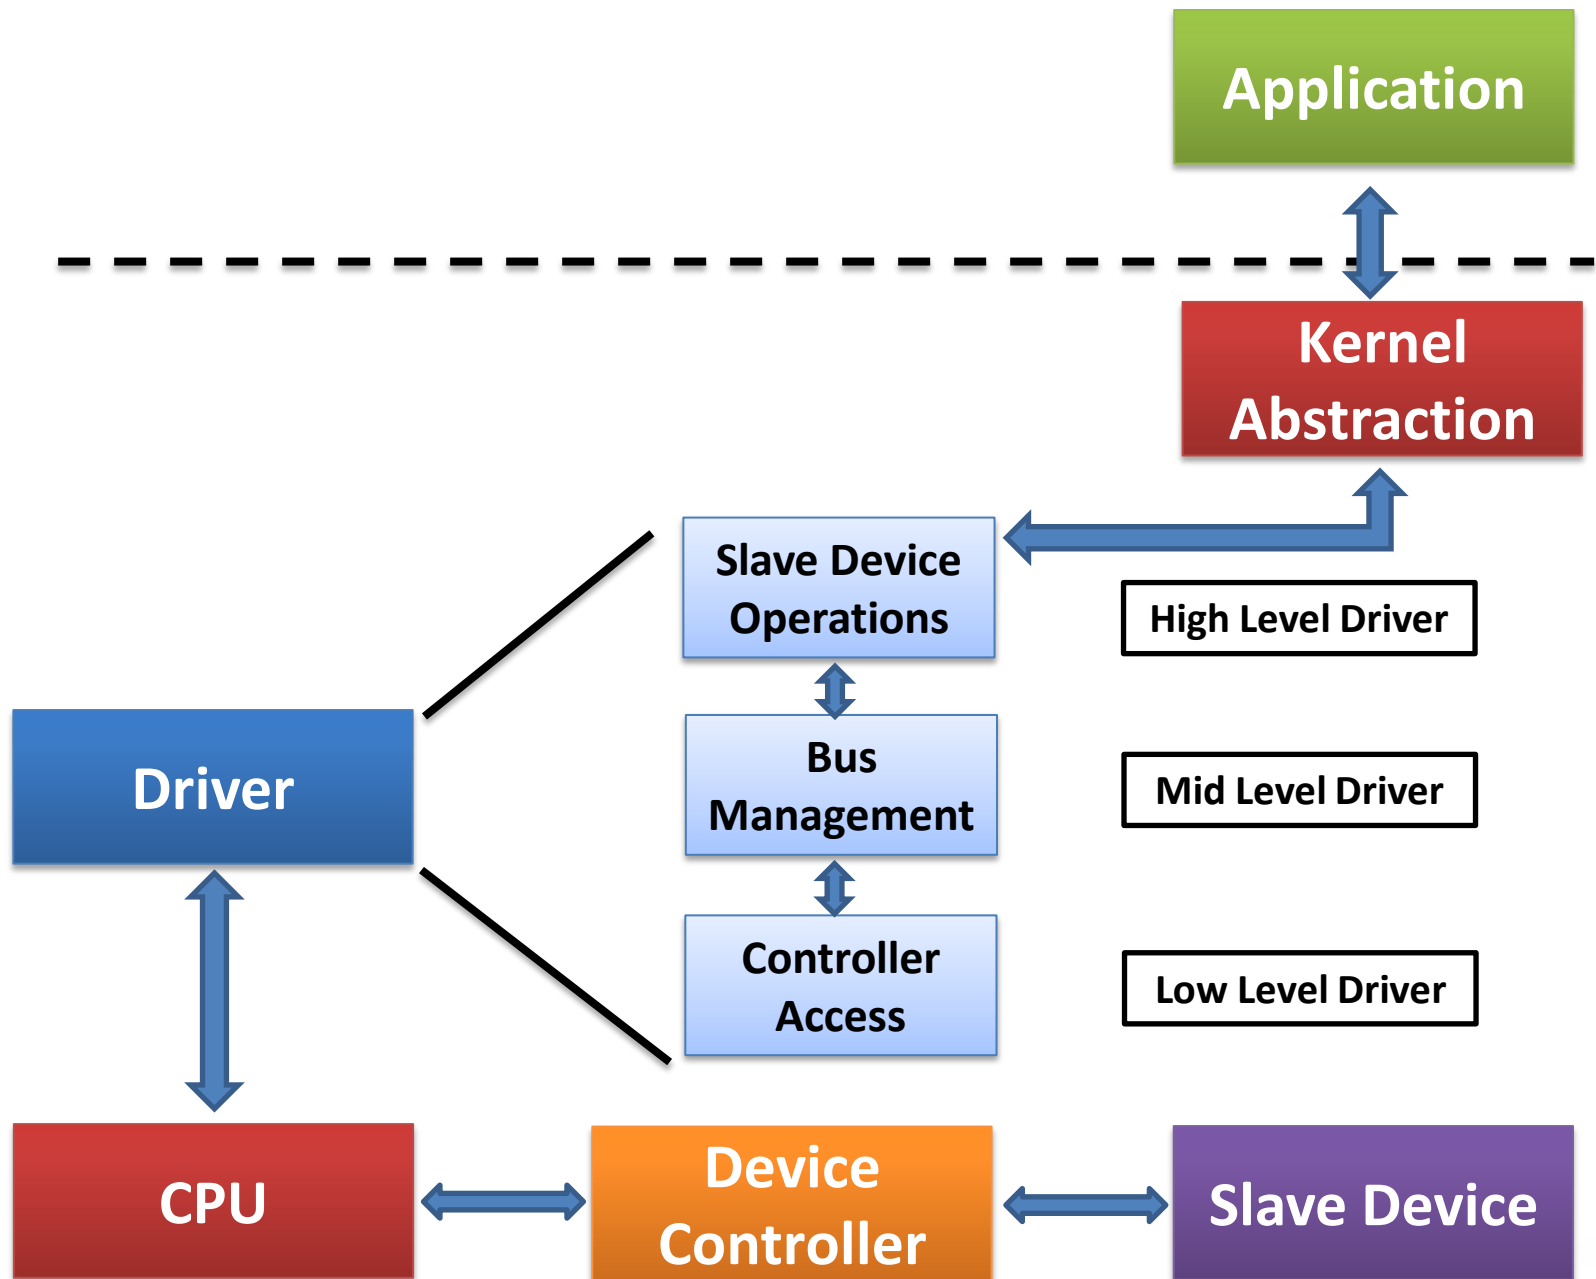 Application
Kernel
Abstraction
Slave Device
Operations
High Level Driver
Driver
Bus
Management
Mid Level Driver
Controller
Access
Low Level Driver
CPU
Device
Controller
Slave Device